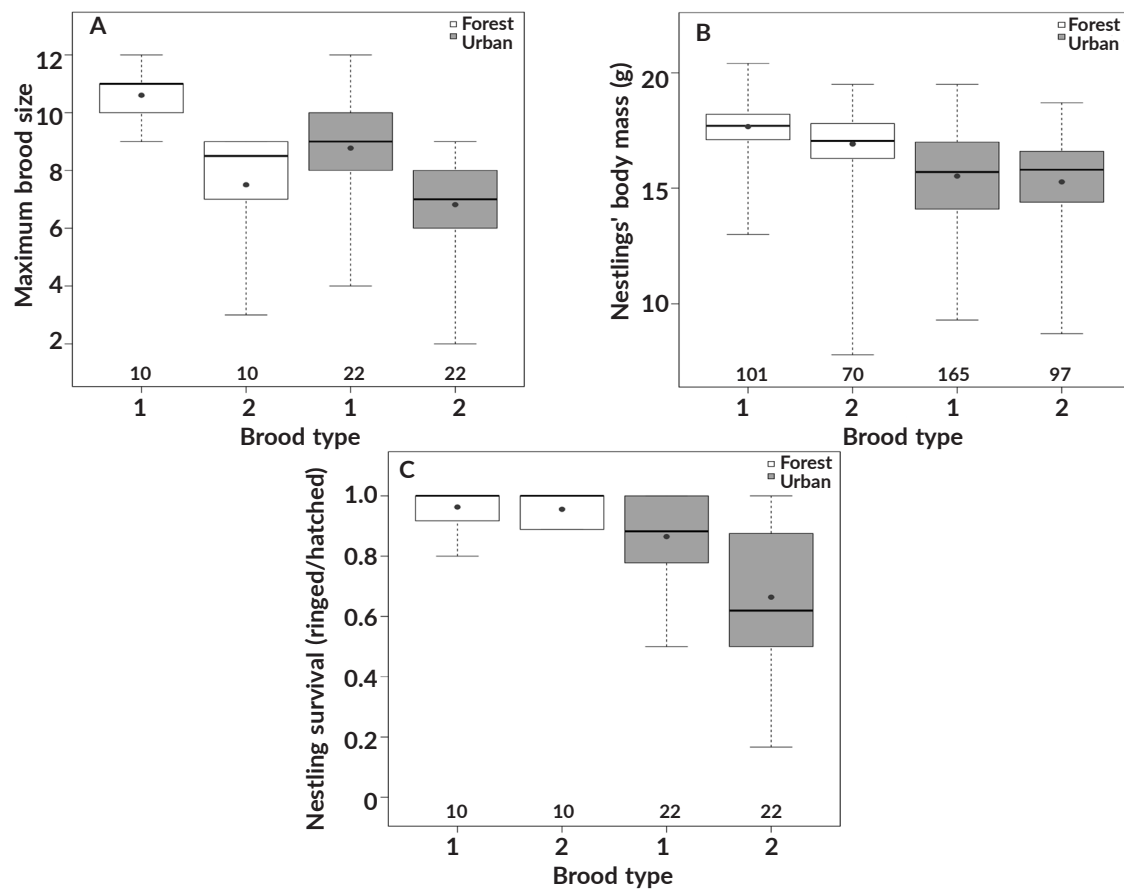 A
Forest
Urban
Maximum brood size
12
10
8
6
4
2
10
10
22
22
1
2
1
2
Brood type
B
Forest
Urban
Nestlings' body mass (g)
20
15
10
101
70
165
97
1
2
1
2
Brood type
C
Forest
Urban
Nestling survival (ringed/hatched)
1.0
0.8
0.6
0.4
0.2
0
10
10
22
22
1
2
1
2
Brood type